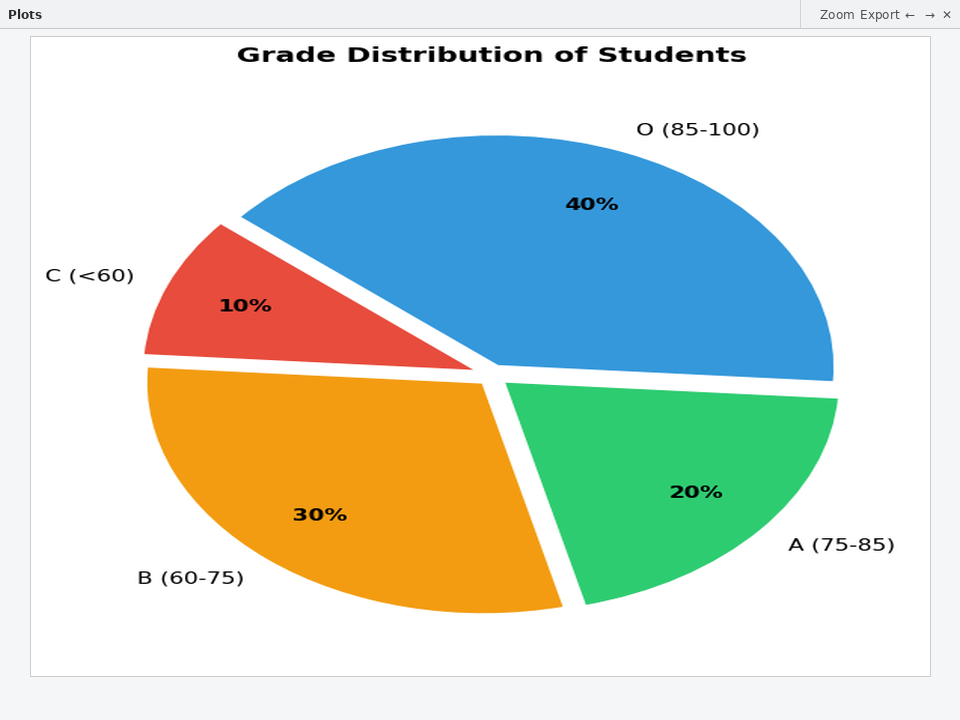 Plots
Zoom Export ← → ✕
Grade Distribution of Students
O (85-100)
40%
C (<60)
10%
30%
20%
A (75-85)
B (60-75)